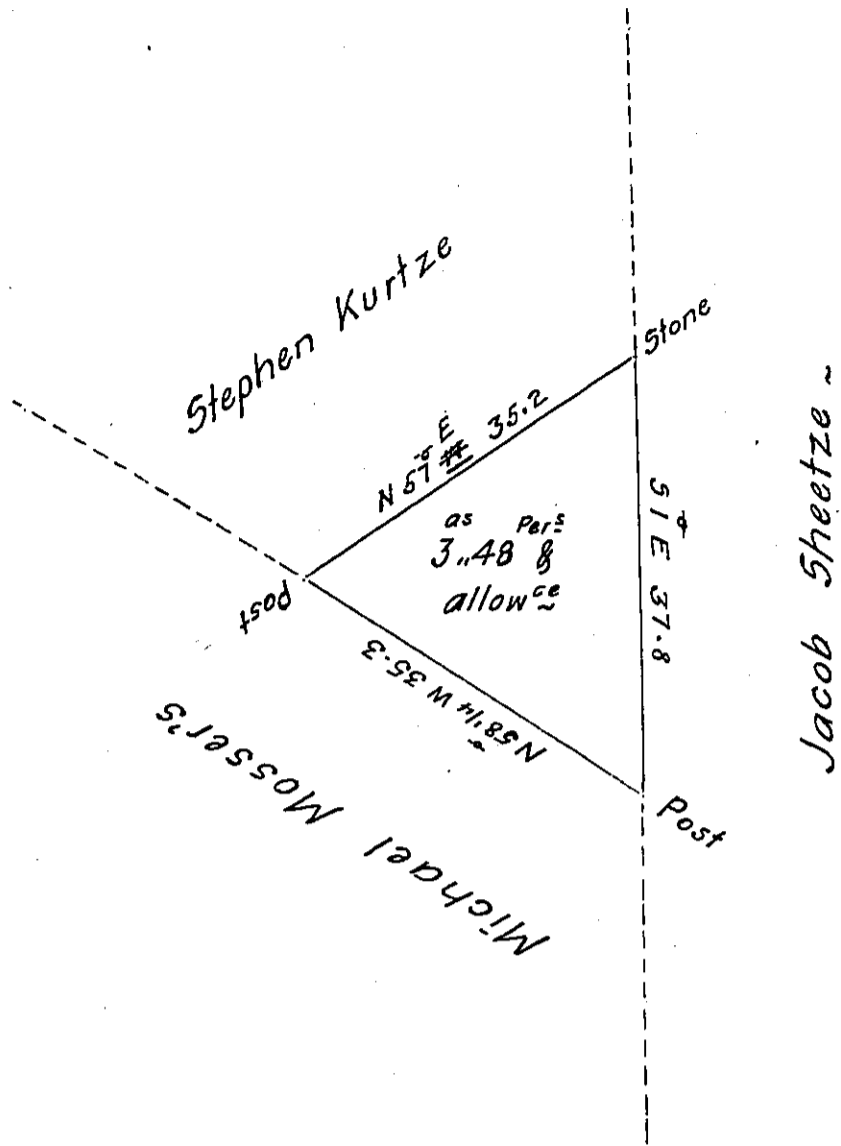 Stephen Kurtze
Stone
N 57 E 35.2
as Pers
3,,48 &
allowce
S 1 E 37.8
Jacob Sheetze ~
post
N 58 1/4 W 35.3
Michael Mosser's
Post